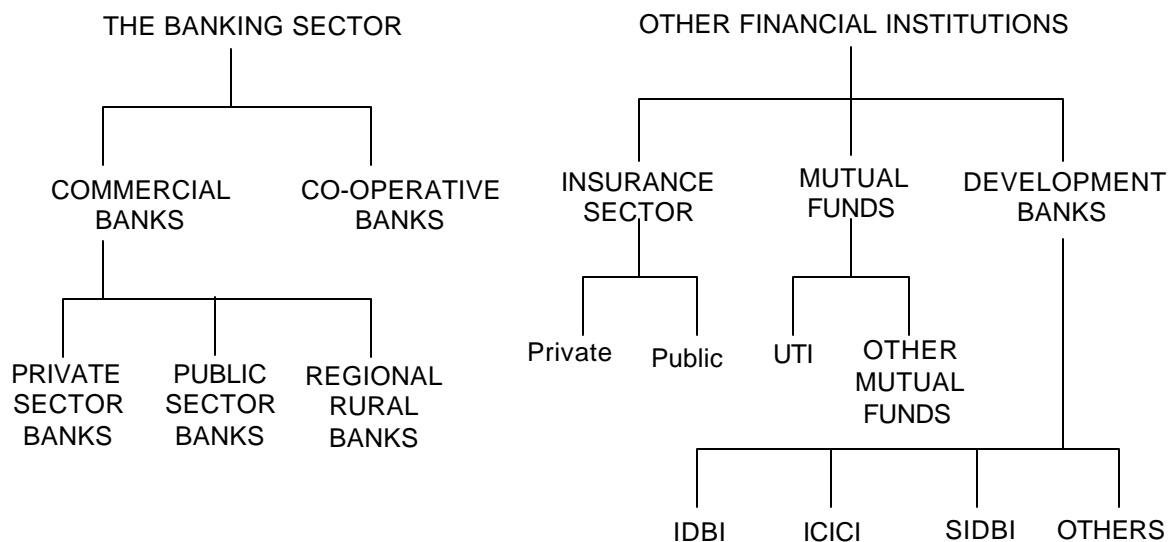 THE BANKING SECTOR
OTHER FINANCIAL INSTITUTIONS
COMMERCIAL
BANKS
CO-OPERATIVE
BANKS
INSURANCE
SECTOR
MUTUAL
FUNDS
DEVELOPMENT
BANKS
PRIVATE
SECTOR
BANKS
PUBLIC
SECTOR
BANKS
REGIONAL
RURAL
BANKS
Private
Public
UTI
OTHER
MUTUAL
FUNDS
IDBI
ICICI
SIDBI
OTHERS